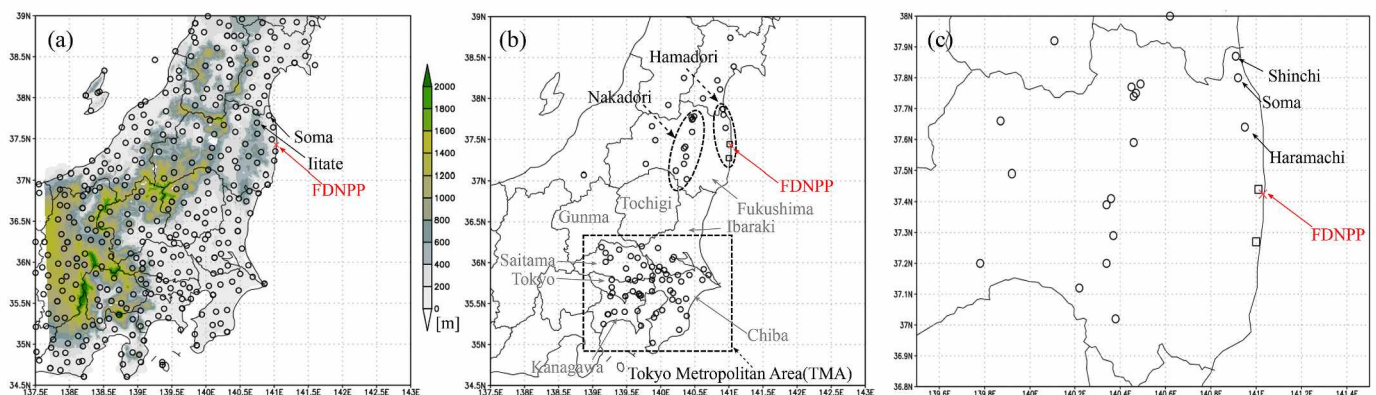 (a)
39N
38N
37N
36.5N
36N
35.5N
35N
34.5N
137.5E
138E
138.5E
139E
139.5E
140E
140.5E
141E
141.5E
142E
142.5E
143E
Soma
Iitate
FDNPP
2000
1800
1600
1400
1200
1000
800
600
400
200
0
[m]
(b)
39N
38.5N
38N
37.5N
37N
36.5N
36N
35.5N
35N
34.5N
137.5E
138E
138.5E
139E
139.5E
140E
140.5E
141E
141.5E
142E
142.5E
143E
Hamadori
Nakadori
FDNPP
Fukushima
Tochigi
Gunma
Ibaraki
Saitama
Tokyo
Chiba
Kanagawa
Tokyo Metropolitan Area(TMA)
(c)
38N
37.9N
37.8N
37.7N
37.6N
37.5N
37.4N
37.3N
37.2N
37.1N
37N
36.9N
36.8N
139.6E
139.8E
140E
140.2E
140.4E
140.6E
140.8E
141E
141.2E
141.4E
Shinchi
Soma
Haramachi
FDNPP